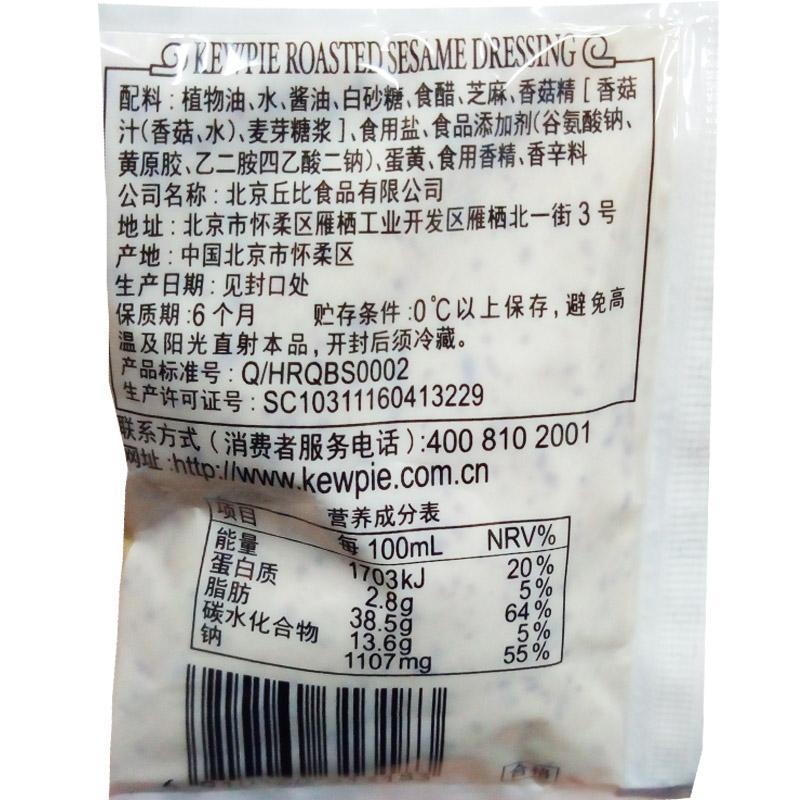 KEWPIE ROASTED SESAME DRESSING
配料：植物油、水、酱油、白砂糖、食醋、芝麻、香菇精［香菇
汁（香菇、水）、麦芽糖浆］、食用盐、食品添加剂（谷氨酸钠、
黄原胶、乙二胺四乙酸二钠）、蛋黄、食用香精、香辛料
公司名称：北京丘比食品有限公司
地址：北京市怀柔区雁栖工业开发区雁栖北一街3号
产地：中国北京市怀柔区
生产日期：见封口处
保质期：6个月 贮存条件：0℃以上保存，避免高
温及阳光直射本品，开封后须冷藏。
产品标准号：Q/HRQBS0002
生产许可证号：SC10311160413229
联系方式（消费者服务电话）：400 810 2001
网址：http://www.kewpie.com.cn
营养成分表
项目 每 100mL NRV%
能量 1703kJ 20%
蛋白质 2.8g 5%
脂肪 38.5g 64%
碳水化合物 13.6g 5%
钠 1107mg 55%